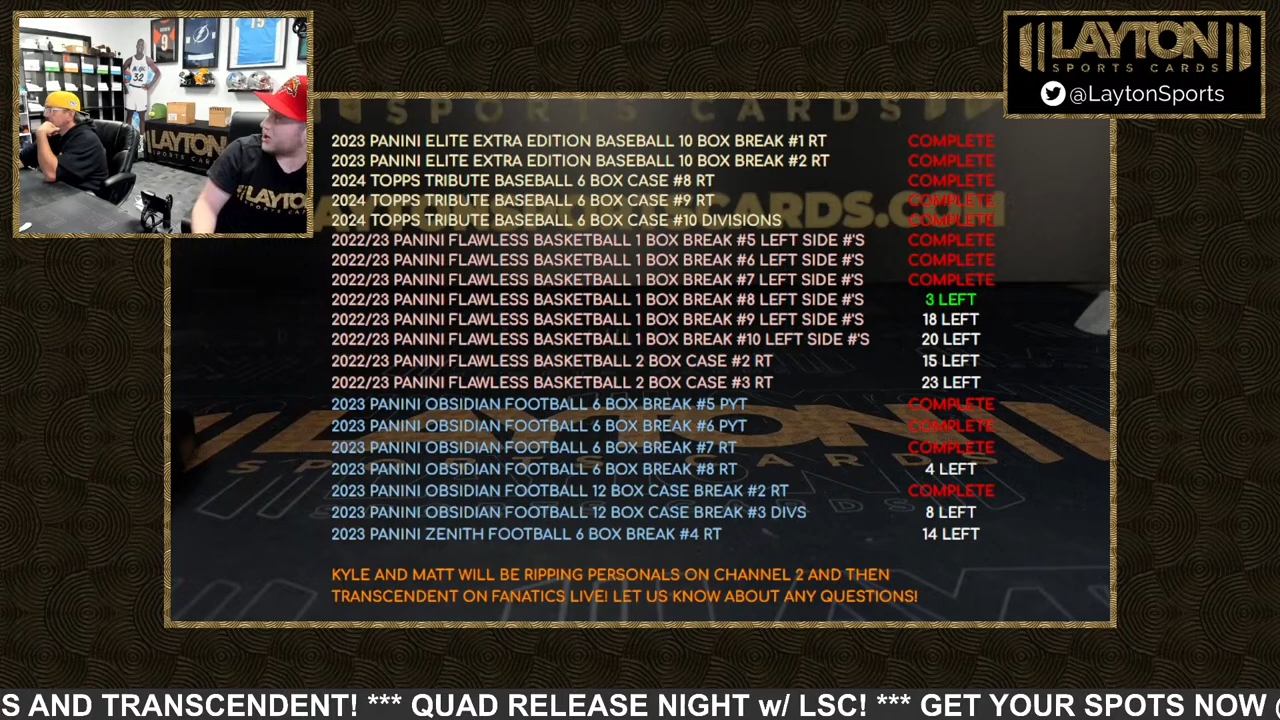 LAYTON
SPORTS CARDS
@LaytonSports
9
32
LAYTON
SPORTS CARDS
LAYTON
SPORTS CARDS
2023 PANINI ELITE EXTRA EDITION BASEBALL 10 BOX BREAK #1 RT COMPLETE
2023 PANINI ELITE EXTRA EDITION BASEBALL 10 BOX BREAK #2 RT COMPLETE
2024 TOPPS TRIBUTE BASEBALL 6 BOX CASE #8 RT COMPLETE
2024 TOPPS TRIBUTE BASEBALL 6 BOX CASE #9 RT COMPLETE
2024 TOPPS TRIBUTE BASEBALL 6 BOX CASE #10 DIVISIONS COMPLETE
2022/23 PANINI FLAWLESS BASKETBALL 1 BOX BREAK #5 LEFT SIDE #'S COMPLETE
2022/23 PANINI FLAWLESS BASKETBALL 1 BOX BREAK #6 LEFT SIDE #'S COMPLETE
2022/23 PANINI FLAWLESS BASKETBALL 1 BOX BREAK #7 LEFT SIDE #'S COMPLETE
2022/23 PANINI FLAWLESS BASKETBALL 1 BOX BREAK #8 LEFT SIDE #'S 3 LEFT
2022/23 PANINI FLAWLESS BASKETBALL 1 BOX BREAK #9 LEFT SIDE #'S 18 LEFT
2022/23 PANINI FLAWLESS BASKETBALL 1 BOX BREAK #10 LEFT SIDE #'S 20 LEFT
2022/23 PANINI FLAWLESS BASKETBALL 2 BOX CASE #2 RT 15 LEFT
2022/23 PANINI FLAWLESS BASKETBALL 2 BOX CASE #3 RT 23 LEFT
2023 PANINI OBSIDIAN FOOTBALL 6 BOX BREAK #5 PYT COMPLETE
2023 PANINI OBSIDIAN FOOTBALL 6 BOX BREAK #6 PYT COMPLETE
2023 PANINI OBSIDIAN FOOTBALL 6 BOX BREAK #7 RT COMPLETE
2023 PANINI OBSIDIAN FOOTBALL 6 BOX BREAK #8 RT 4 LEFT
2023 PANINI OBSIDIAN FOOTBALL 12 BOX CASE BREAK #2 RT COMPLETE
2023 PANINI OBSIDIAN FOOTBALL 12 BOX CASE BREAK #3 DIVS 8 LEFT
2023 PANINI ZENITH FOOTBALL 6 BOX BREAK #4 RT 14 LEFT
KYLE AND MATT WILL BE RIPPING PERSONALS ON CHANNEL 2 AND THEN
TRANSCENDENT ON FANATICS LIVE! LET US KNOW ABOUT ANY QUESTIONS!
S AND TRANSCENDENT! *** QUAD RELEASE NIGHT w/ LSC! *** GET YOUR SPOTS NOW